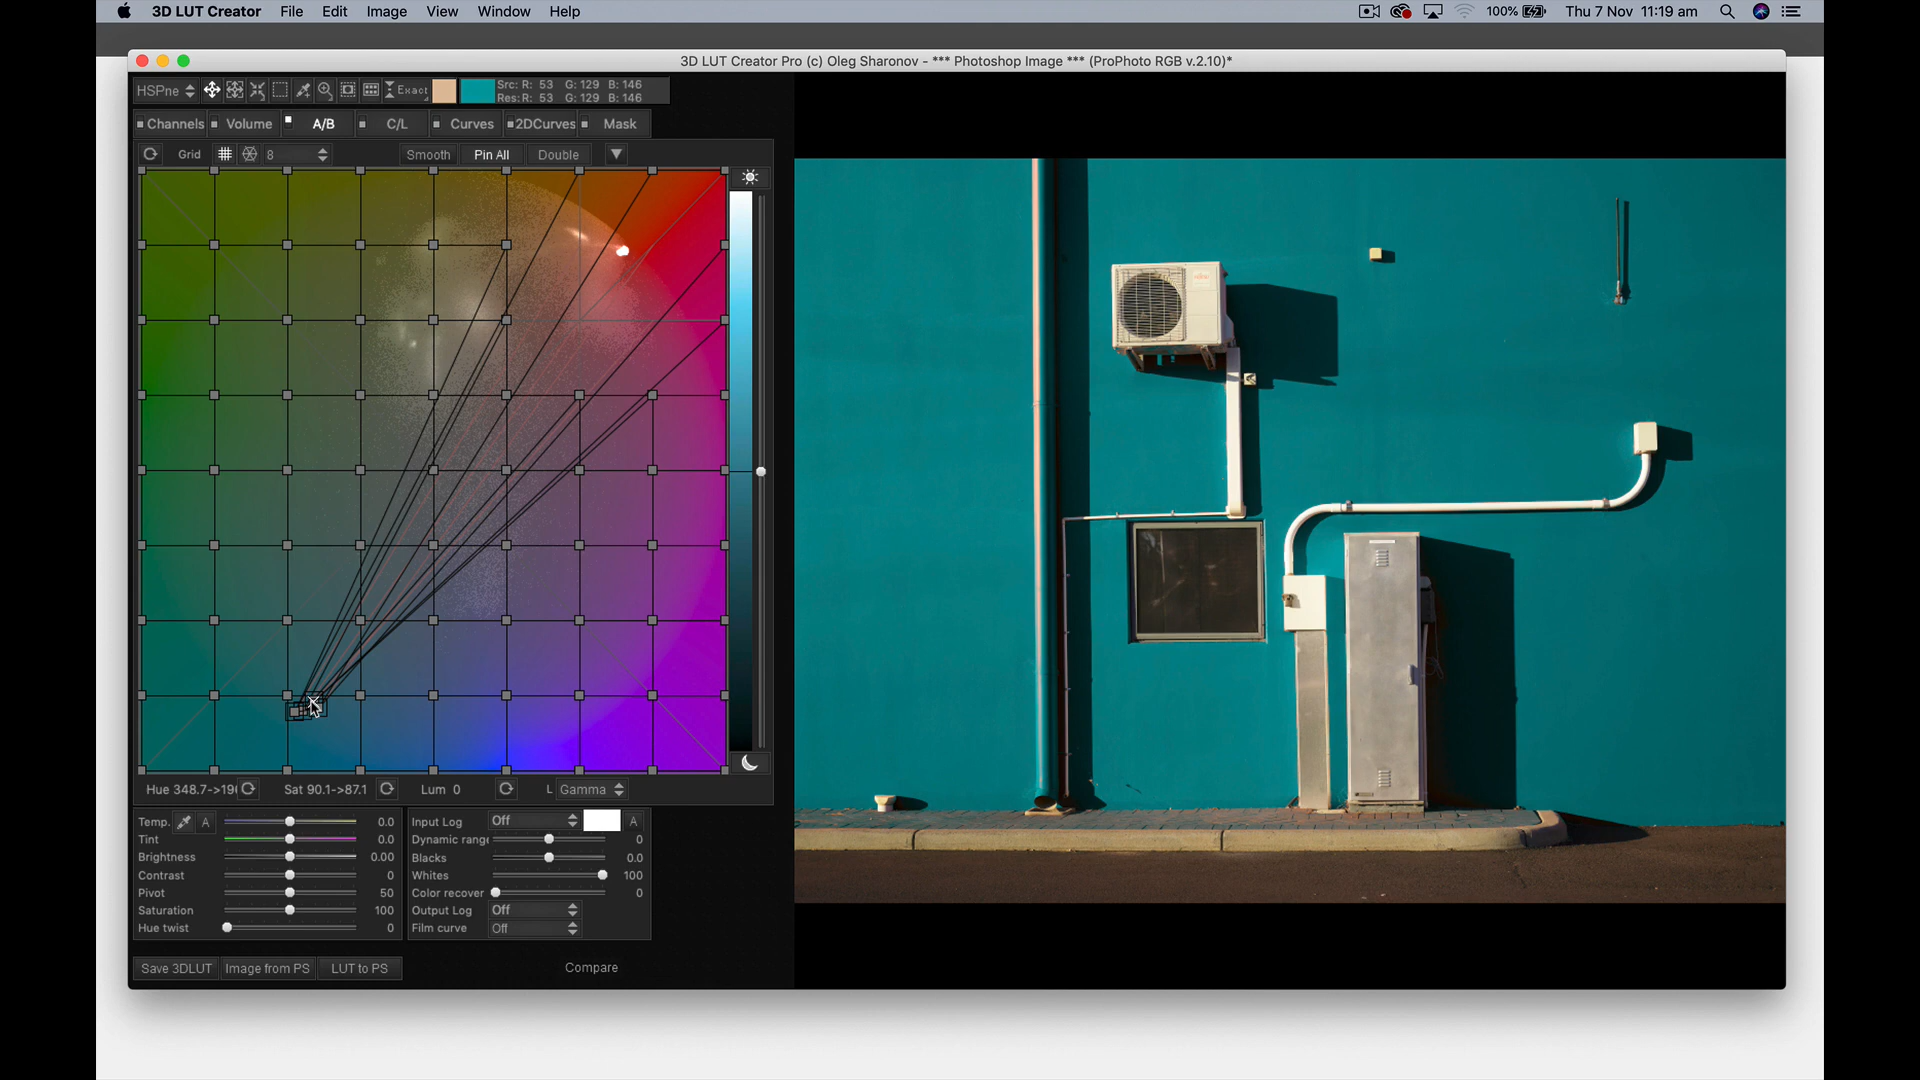 3D LUT Creator File Edit Image View Window Help 100% Thu 7 Nov 11:19 am
3D LUT Creator Pro (c) Oleg Sharonov - *** Photoshop Image *** (ProPhoto RGB v.2.10)*
HSPne Exact Src: R: 53 G: 129 B: 146
Res: R: 53 G: 129 B: 146
Channels Volume A/B C/L Curves 2DCurves Mask
Grid 8 Smooth Pin All Double
Hue 348.7->19 Sat 90.1->87.1 Lum 0 L Gamma
Temp. A 0.0
Tint 0.0
Brightness 0.00
Contrast 0
Pivot 50
Saturation 100
Hue twist 0
Input Log Off A
Dynamic range 0
Blacks 0.0
Whites 100
Color recover 0
Output Log Off
Film curve Off
Save 3DLUT Image from PS LUT to PS Compare